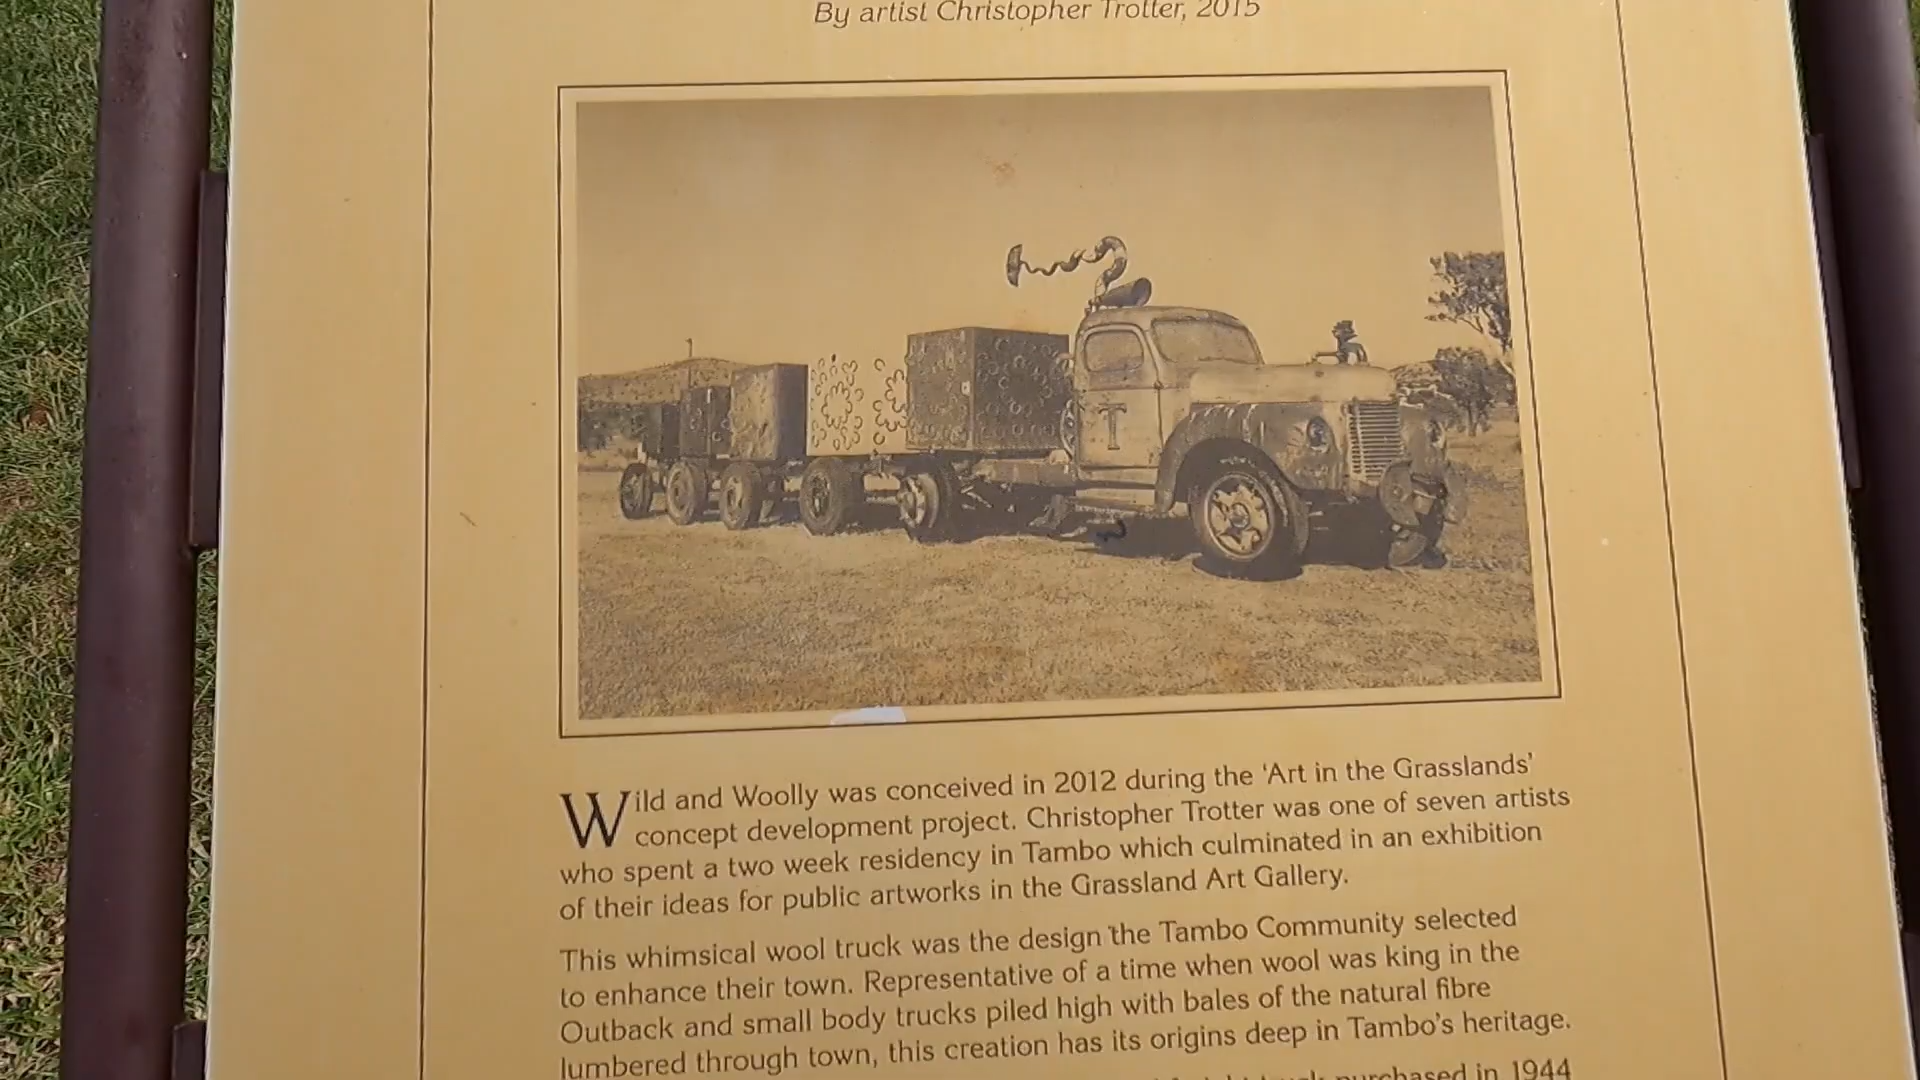 By artist Christopher Trotter, 2015
T
Wild and Woolly was conceived in 2012 during the ‘Art in the Grasslands’
concept development project. Christopher Trotter was one of seven artists
who spent a two week residency in Tambo which culminated in an exhibition
of their ideas for public artworks in the Grassland Art Gallery.
This whimsical wool truck was the design the Tambo Community selected
to enhance their town. Representative of a time when wool was king in the
Outback and small body trucks piled high with bales of the natural fibre
lumbered through town, this creation has its origins deep in Tambo’s heritage.
purchased in 1944